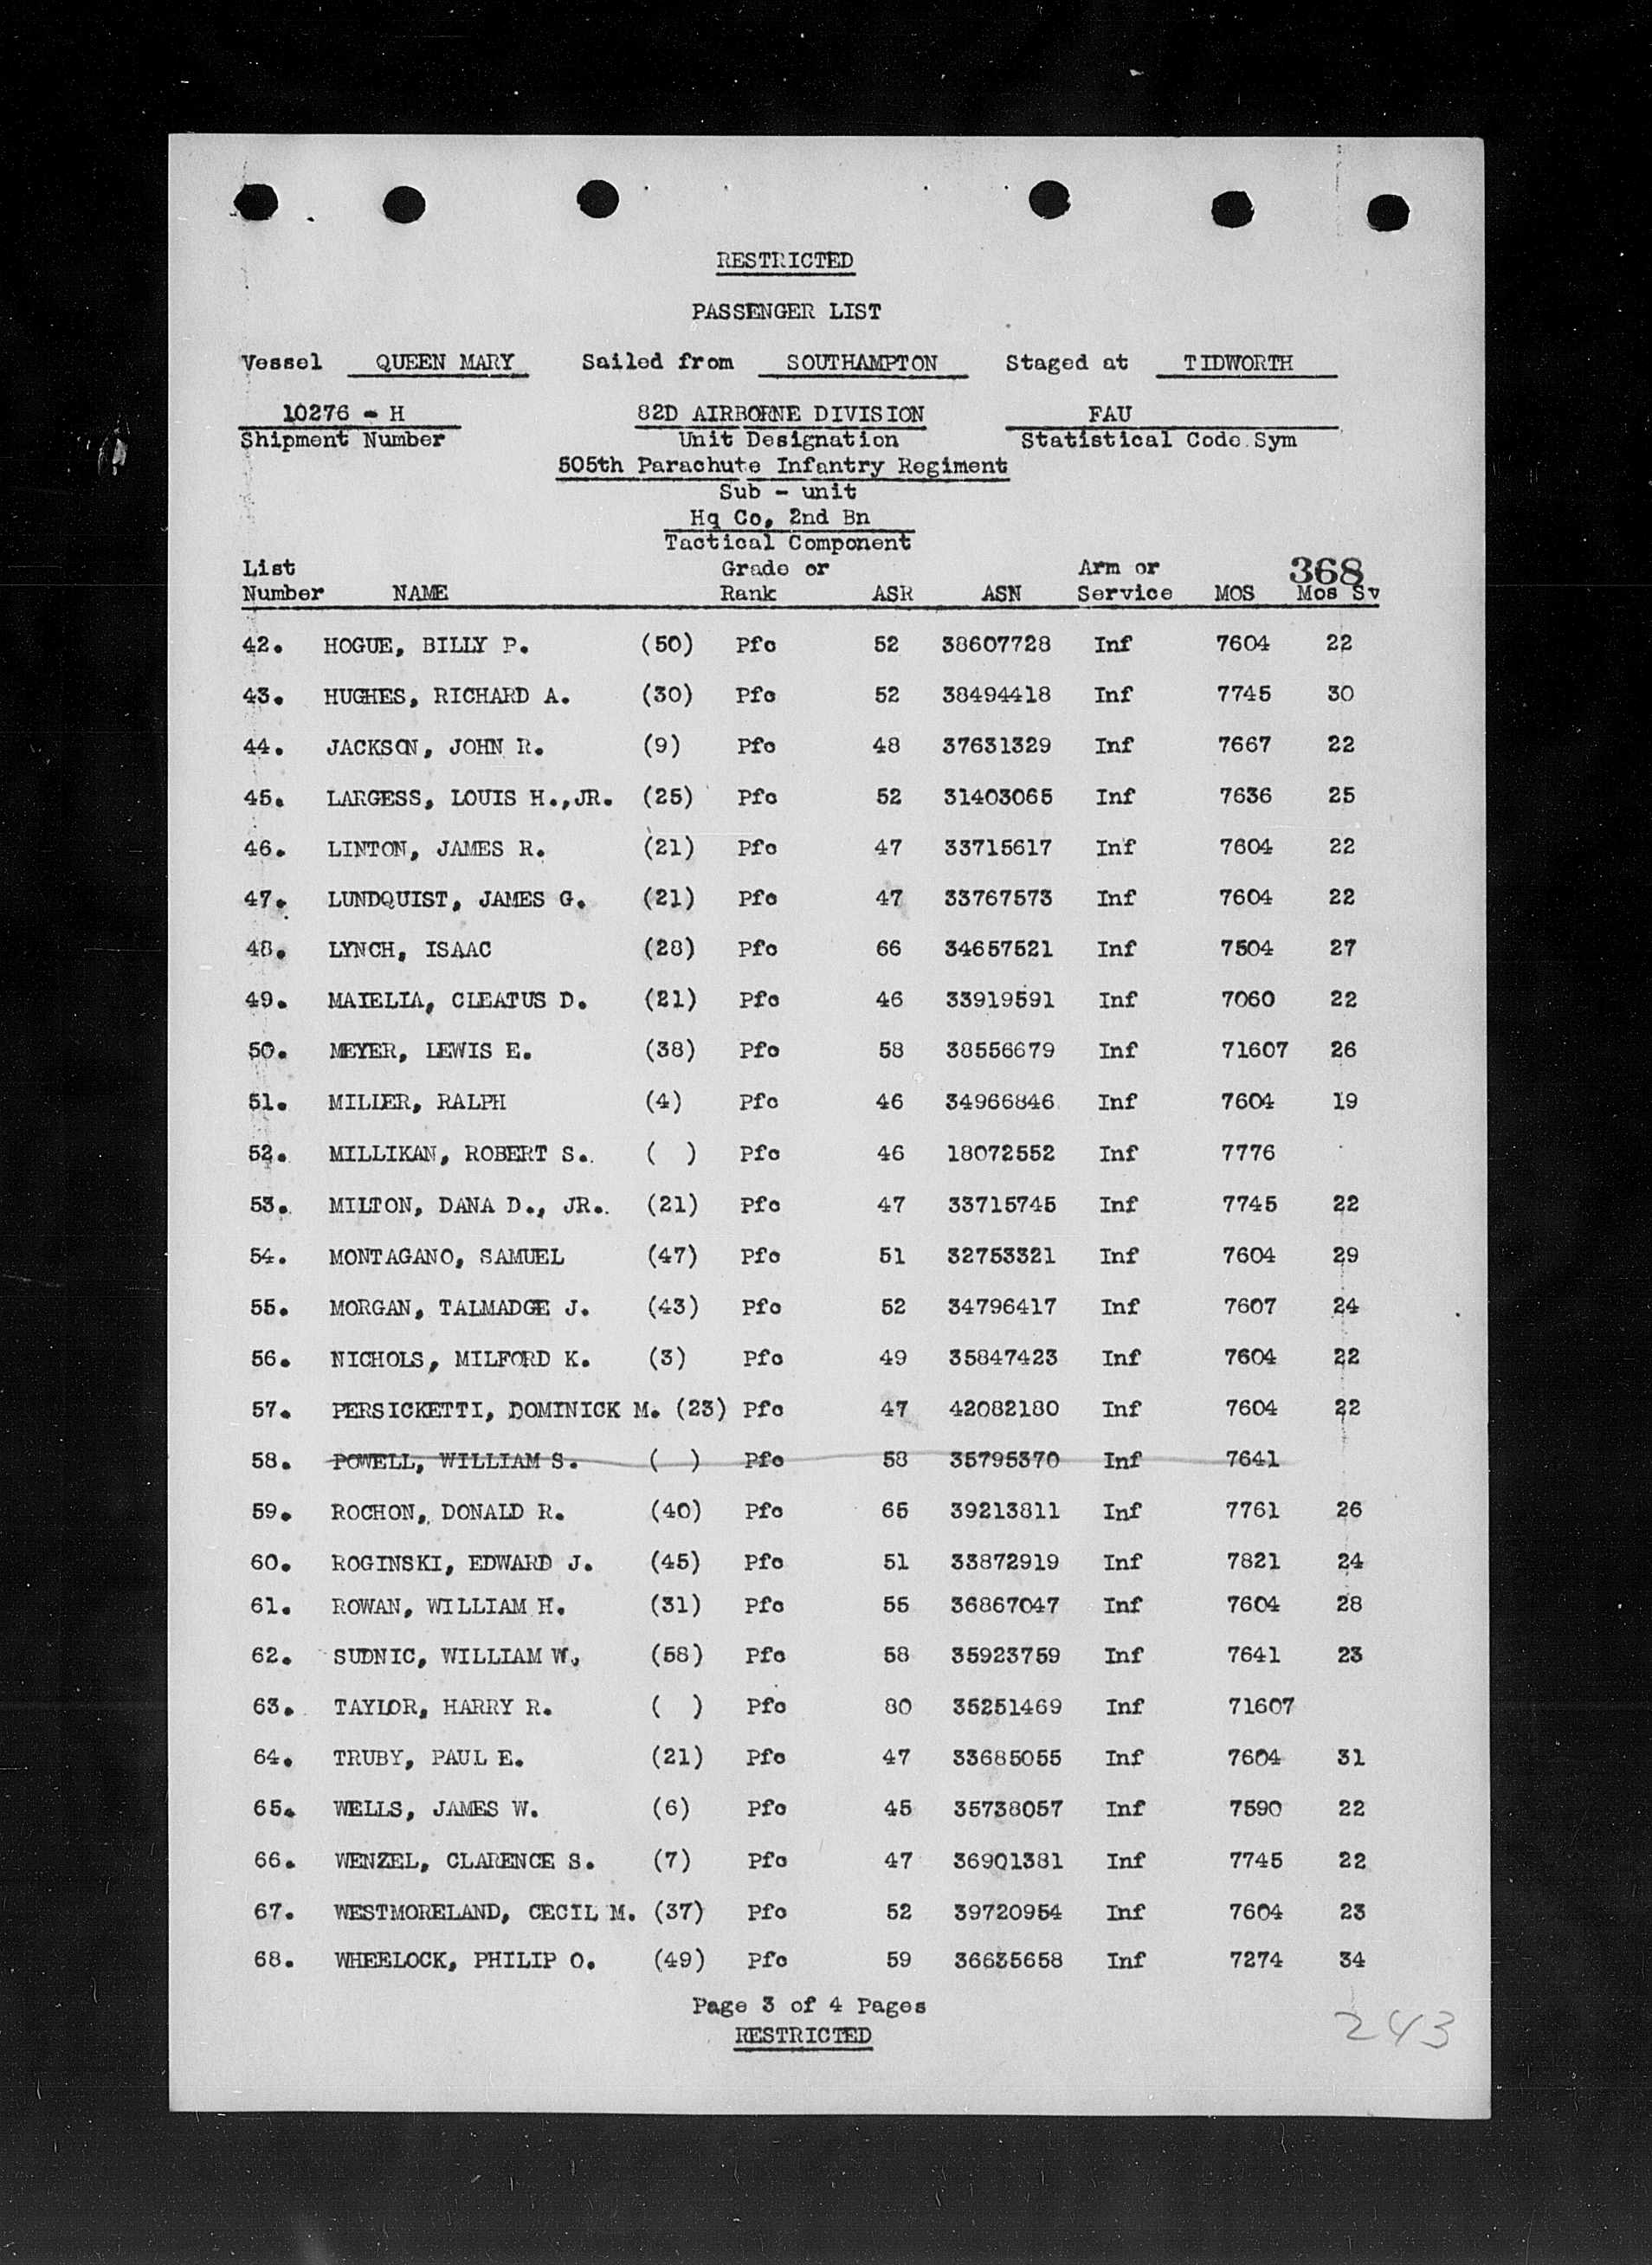 RESTRICTED
PASSENGER LIST
Vessel QUEEN MARY Sailed from SOUTHAMPTON Staged at TIDWORTH
10276 - H 82D AIRBORNE DIVISION FAU
Shipment Number Unit Designation Statistical Code Sym
505th Parachute Infantry Regiment
Sub - unit
Hq Co, 2nd Bn
Tactical Component
List Grade or Arm or 368
Number NAME Rank ASR ASN Service MOS Mos Sv
42. HOGUE, BILLY P. (50) Pfc 52 38607728 Inf 7604 22
43. HUGHES, RICHARD A. (30) Pfc 52 38494418 Inf 7745 30
44. JACKSON, JOHN R. (9) Pfc 48 37631329 Inf 7667 22
45. LARGESS, LOUIS H.,JR. (25) Pfc 52 31403065 Inf 7636 25
46. LINTON, JAMES R. (21) Pfc 47 33715617 Inf 7604 22
47. LUNDQUIST, JAMES G. (21) Pfc 47 33767573 Inf 7604 22
48. LYNCH, ISAAC (28) Pfc 66 34657521 Inf 7504 27
49. MAIELIA, CLEATUS D. (21) Pfc 46 33919591 Inf 7060 22
50. MEYER, LEWIS E. (38) Pfc 58 38556679 Inf 71607 26
51. MILLER, RALPH (4) Pfc 46 34966846 Inf 7604 19
52. MILLIKAN, ROBERT S. ( ) Pfc 46 18072552 Inf 7776
53. MILTON, DANA D., JR. (21) Pfc 47 33715745 Inf 7745 22
54. MONTAGANO, SAMUEL (47) Pfc 51 32753321 Inf 7604 29
55. MORGAN, TALMADGE J. (43) Pfc 52 34796417 Inf 7607 24
56. NICHOLS, MILFORD K. (3) Pfc 49 35847423 Inf 7604 22
57. PERSICKETTI, DOMINICK M. (23) Pfc 47 42082180 Inf 7604 22
58. POWELL, WILLIAM S. ( ) Pfc 58 35795370 Inf 7641
59. ROCHON, DONALD R. (40) Pfc 65 39213811 Inf 7761 26
60. ROGINSKI, EDWARD J. (45) Pfc 51 33872919 Inf 7821 24
61. ROWAN, WILLIAM H. (31) Pfc 55 36867047 Inf 7604 28
62. SUDNIC, WILLIAM W. (58) Pfc 58 35923759 Inf 7641 23
63. TAYLOR, HARRY R. ( ) Pfc 80 35251469 Inf 71607
64. TRUBY, PAUL E. (21) Pfc 47 33685055 Inf 7604 31
65. WELLS, JAMES W. (6) Pfc 45 35738057 Inf 7590 22
66. WENZEL, CLARENCE S. (7) Pfc 47 36901381 Inf 7745 22
67. WESTMORELAND, CECIL M. (37) Pfc 52 39720954 Inf 7604 23
68. WHEELOCK, PHILIP O. (49) Pfc 59 36635658 Inf 7274 34
Page 3 of 4 Pages
RESTRICTED
243